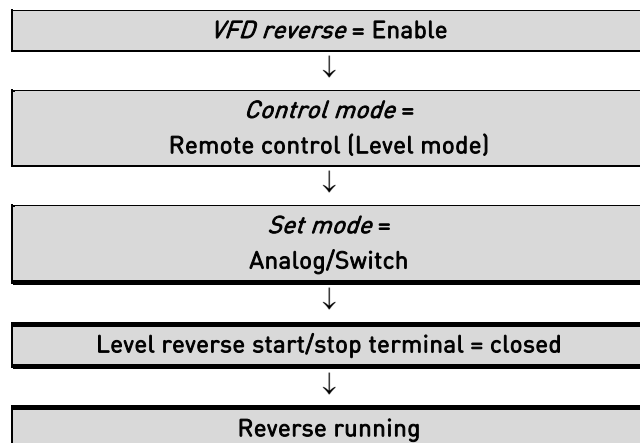 VFD reverse = Enable
↓
Control mode =
Remote control (Level mode)
↓
Set mode =
Analog/Switch
↓
Level reverse start/stop terminal = closed
↓
Reverse running